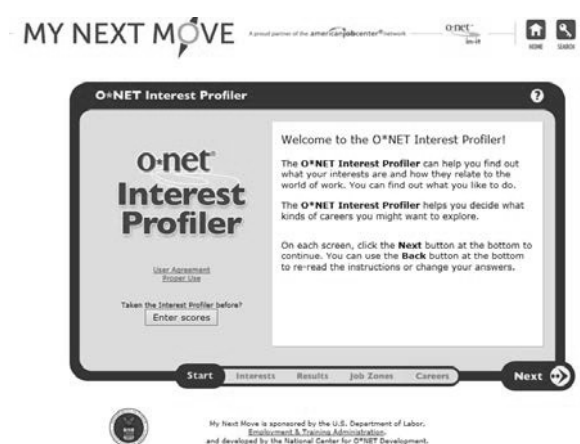 MY NEXT MOVE
A proud partner of the americanjobcenter® network
o·net™
in-it
HOME
SEARCH
O*NET Interest Profiler
?
o·net®
Interest
Profiler
User Agreement
Proper Use
Taken the Interest Profiler before?
Enter scores
Welcome to the O*NET Interest Profiler!
The O*NET Interest Profiler can help you find out
what your interests are and how they relate to the
world of work. You can find out what you like to do.
The O*NET Interest Profiler helps you decide what
kinds of careers you might want to explore.
On each screen, click the Next button at the bottom to
continue. You can use the Back button at the bottom
to re-read the instructions or change your answers.
Start
Interests
Results
Job Zones
Careers
Next
My Next Move is sponsored by the U.S. Department of Labor,
Employment & Training Administration,
and developed by the National Center for O*NET Development.